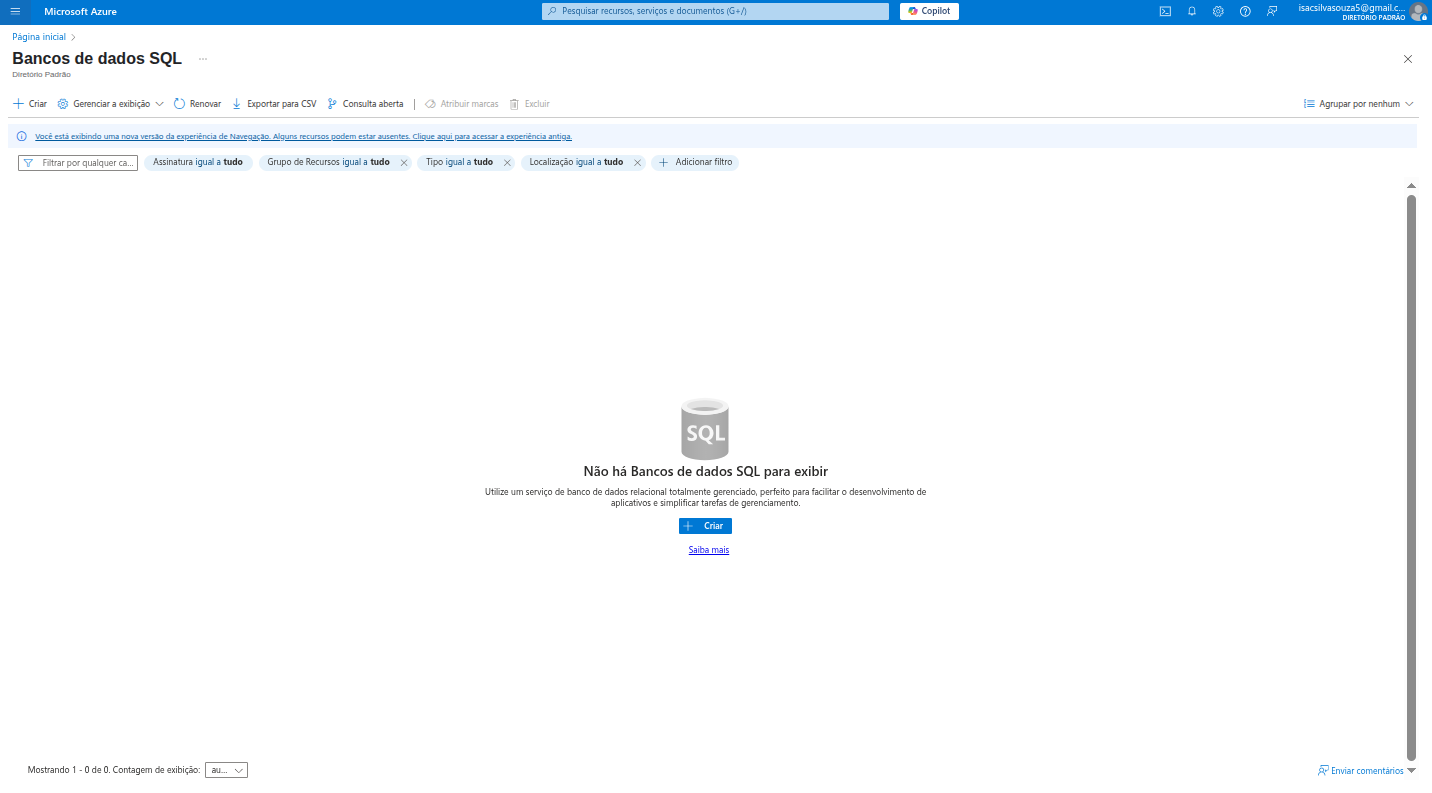 Microsoft Azure
Pesquisar recursos, serviços e documentos (G+/)
Copilot
isacsilvasouza5@gmail.c...
DIRETÓRIO PADRÃO
Página inicial
Bancos de dados SQL ...
Diretório Padrão
Criar Gerenciar a exibição Renovar Exportar para CSV Consulta aberta | Atribuir marcas Excluir Agrupar por nenhum
Você está exibindo uma nova versão da experiência de Navegação. Alguns recursos podem estar ausentes. Clique aqui para acessar a experiência antiga.
Filtrar por qualquer ca... Assinatura igual a tudo Grupo de Recursos igual a tudo Tipo igual a tudo Localização igual a tudo Adicionar filtro
SQL
Não há Bancos de dados SQL para exibir
Utilize um serviço de banco de dados relacional totalmente gerenciado, perfeito para facilitar o desenvolvimento de
aplicativos e simplificar tarefas de gerenciamento.
Criar
Saiba mais
Mostrando 1 - 0 de 0. Contagem de exibição: au...
Enviar comentários